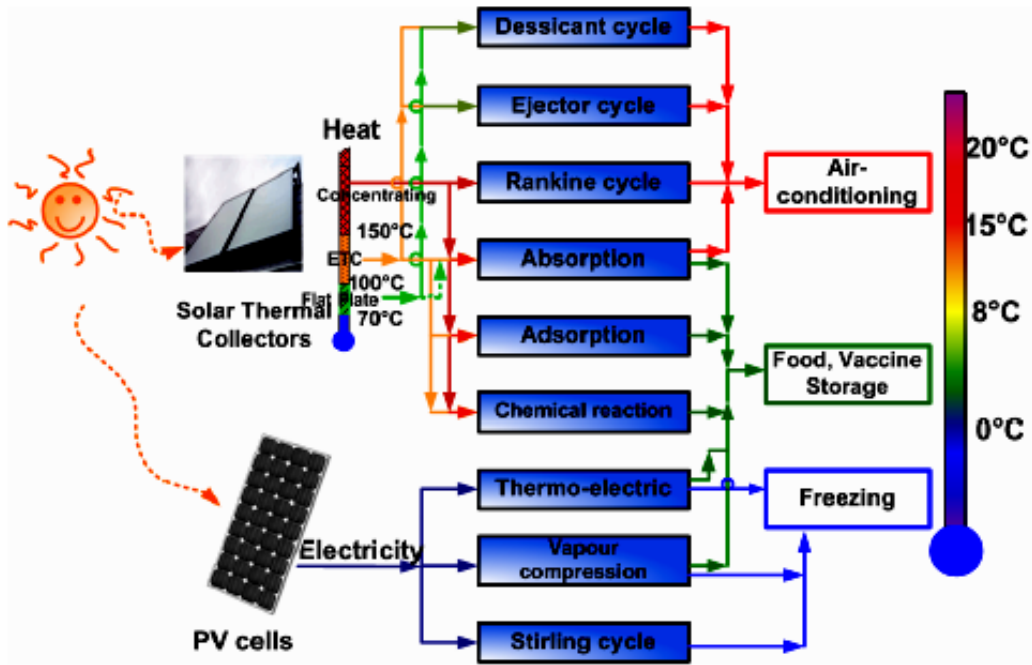 Dessicant cycle
Ejector cycle
Heat
Rankine cycle
Concentrating
Air-
conditioning
20°C
15°C
150°C
ETC
Absorption
100°C
Flat Plate
70°C
Solar Thermal
Collectors
8°C
Adsorption
Food, Vaccine
Storage
Chemical reaction
0°C
Thermo-electric
Freezing
Electricity
Vapour
compression
PV cells
Stirling cycle